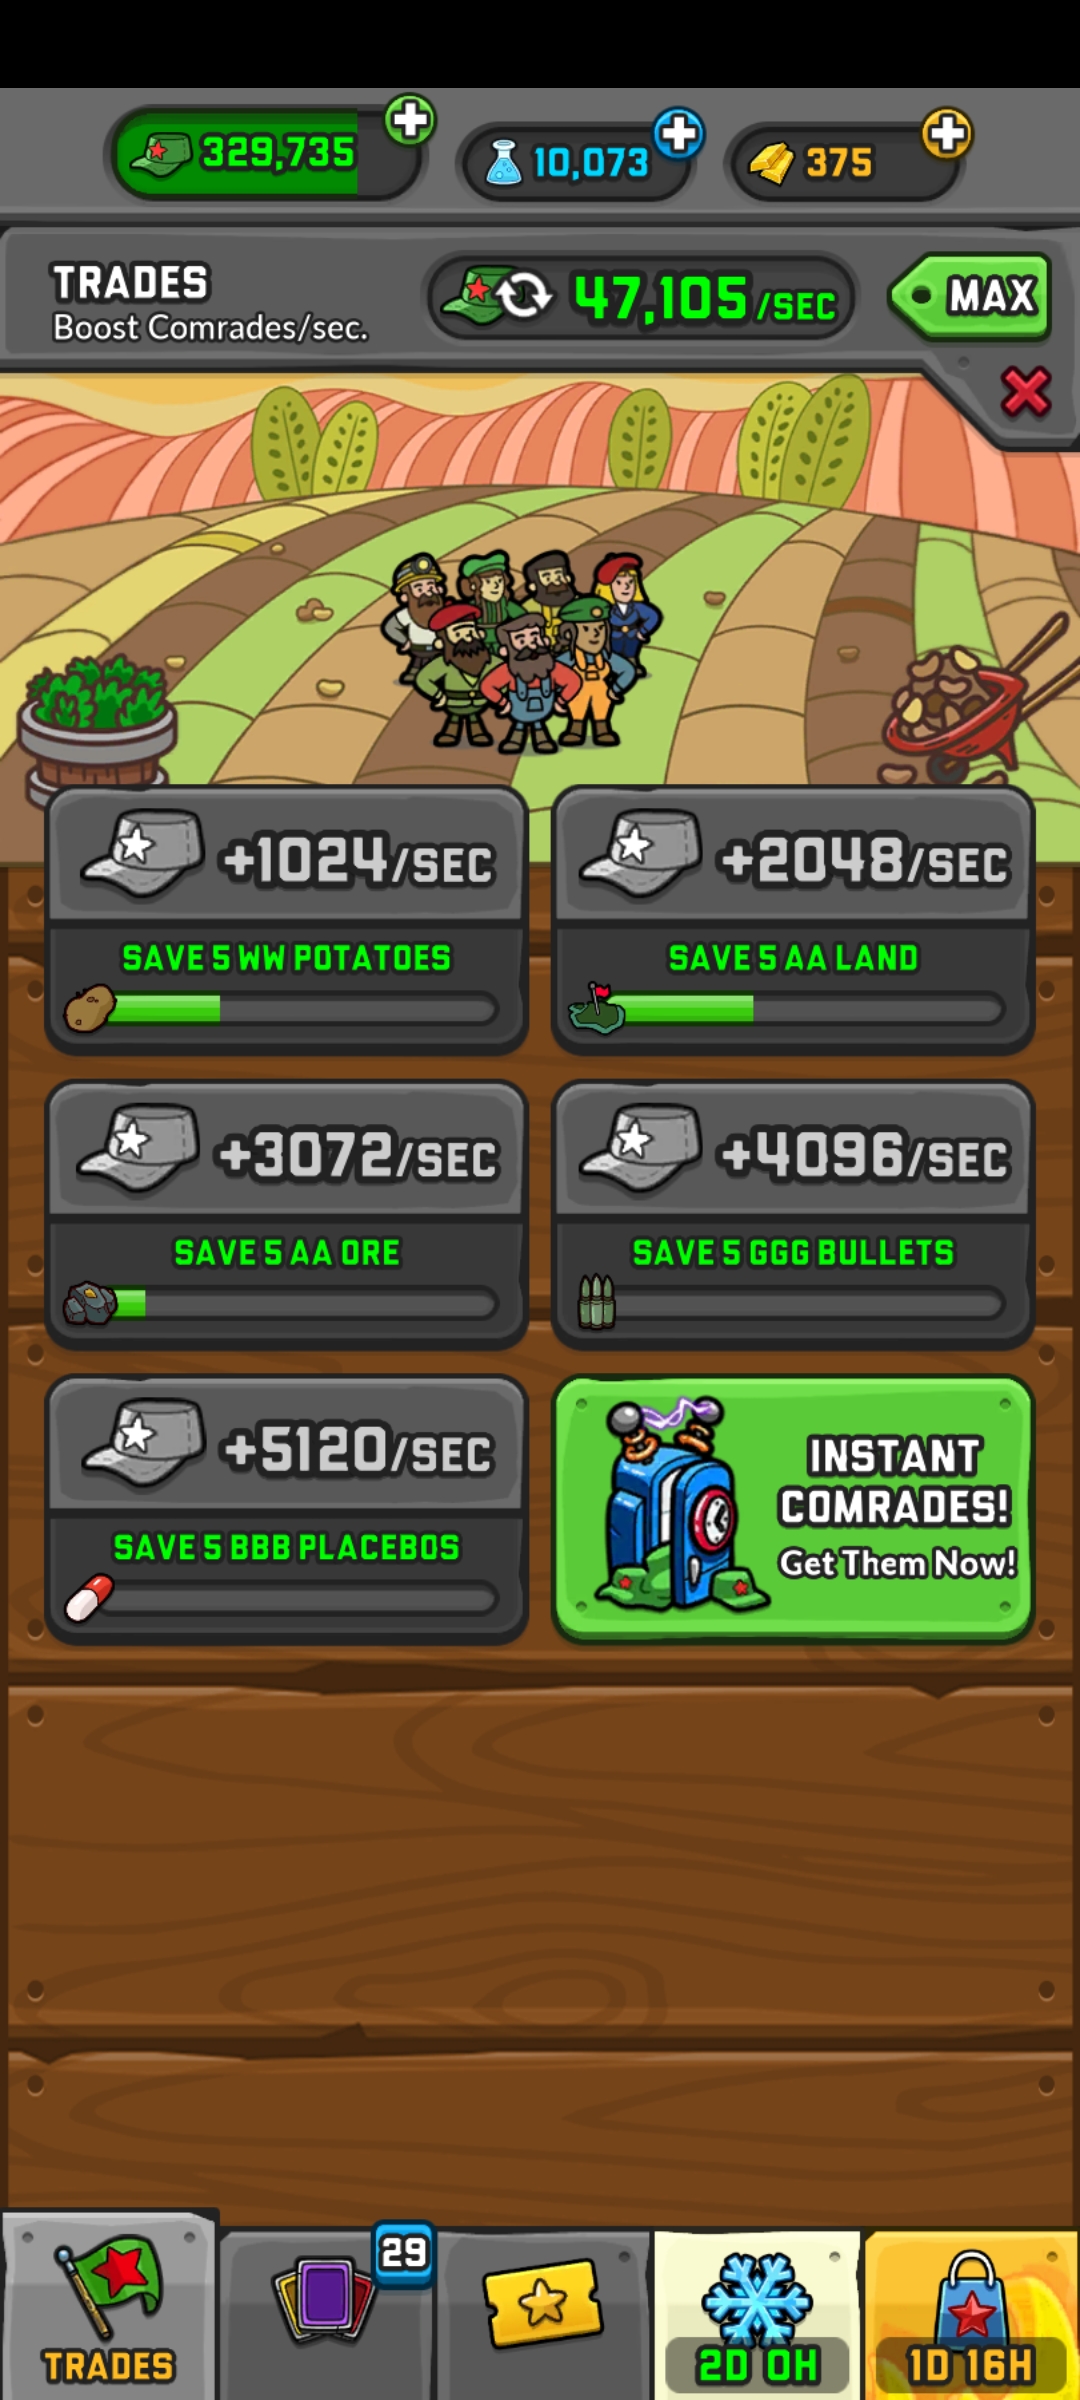 329,735
10,073
375
TRADES
Boost Comrades/sec.
47,105/SEC
MAX
+1024/SEC
SAVE 5 WW POTATOES
+2048/SEC
SAVE 5 AA LAND
+3072/SEC
SAVE 5 AA ORE
+4096/SEC
SAVE 5 GGG BULLETS
+5120/SEC
SAVE 5 BBB PLACEBOS
INSTANT
COMRADES!
Get Them Now!
29
TRADES
2D 0H
1D 16H